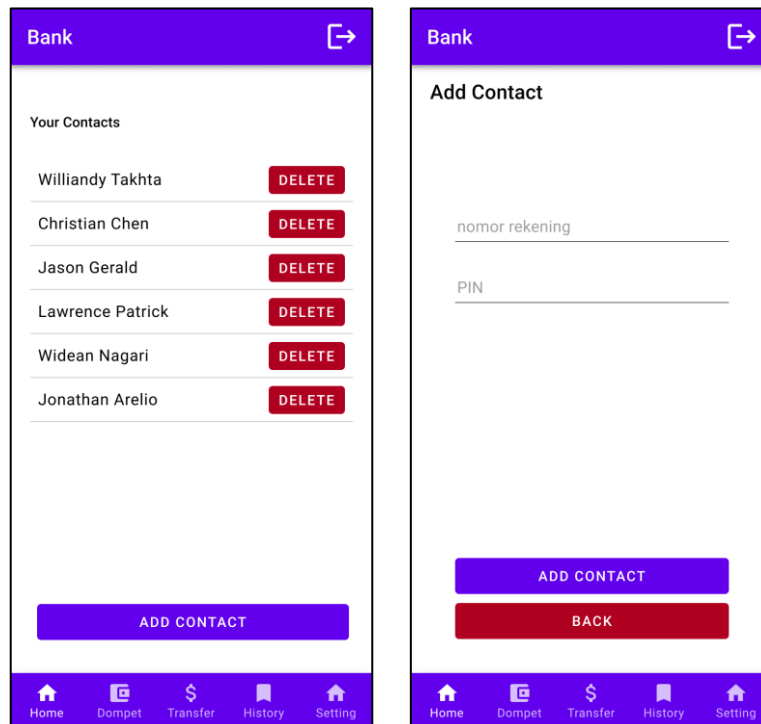 Bank
Your Contacts
Williandy Takhta DELETE
Christian Chen DELETE
Jason Gerald DELETE
Lawrence Patrick DELETE
Widean Nagari DELETE
Jonathan Arelio DELETE
ADD CONTACT
Home Dompet Transfer History Setting
Bank
Add Contact
nomor rekening
PIN
ADD CONTACT
BACK
Home Dompet Transfer History Setting